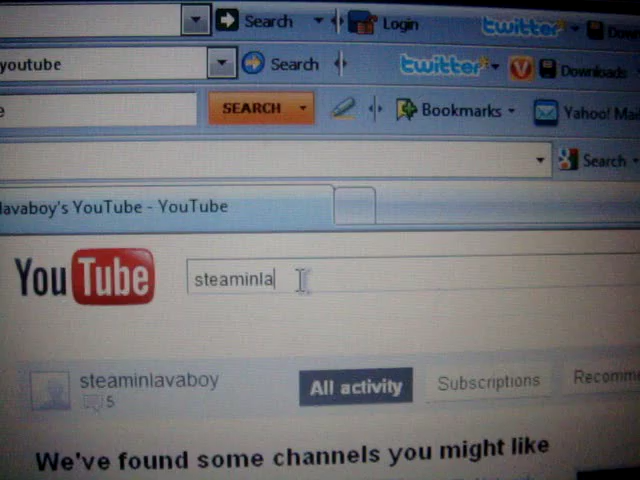 Search Login twitter
youtube Search twitter Downloads
e SEARCH Bookmarks Yahoo! Mai
Search
lavaboy's YouTube - YouTube
YouTube steaminla
steaminlavaboy All activity Subscriptions Recomme
5
We've found some channels you might like